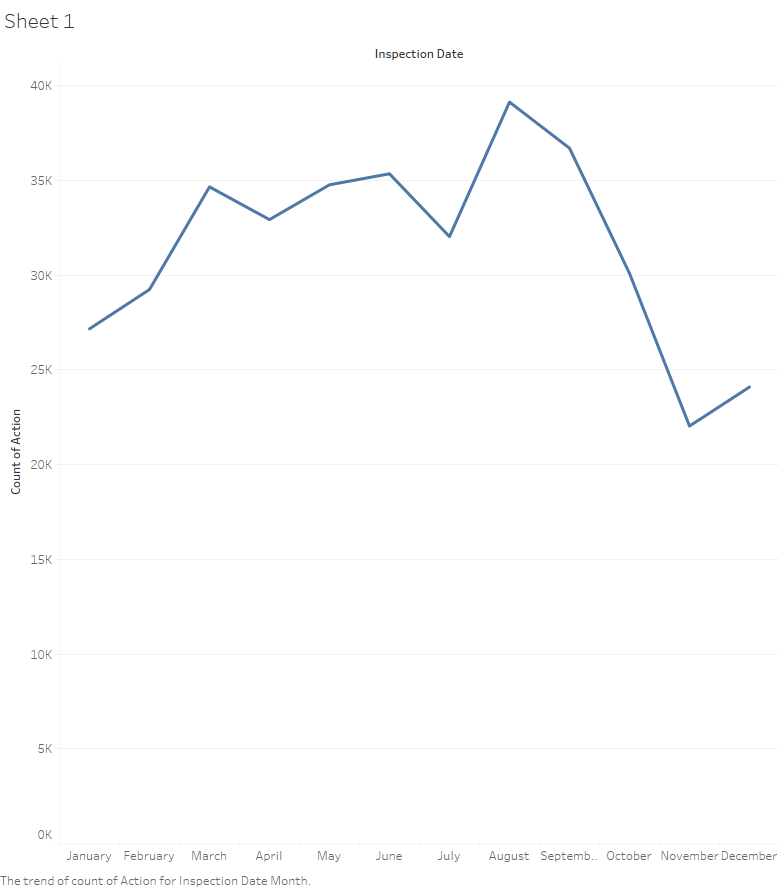 Sheet 1
Inspection Date
40K
35K
30K
25K
20K
15K
10K
5K
0K
Count of Action
January February March April May June July August Septemb.. October November December
The trend of count of Action for Inspection Date Month.